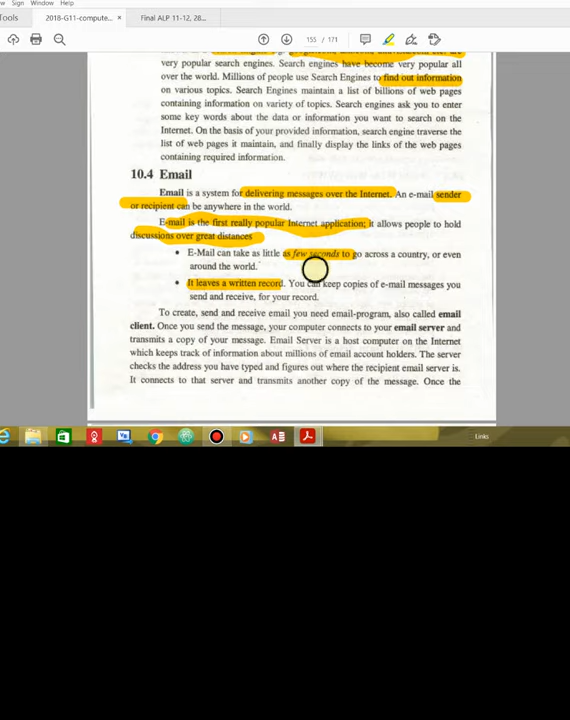 w Sign Window Help
Tools 2018-G11-compute... × Final ALP 11-12, 28...
155 / 171
very popular search engines. Search engines have become very popular all
over the world. Millions of people use Search Engines to find out information
on various topics. Search Engines maintain a list of billions of web pages
containing information on variety of topics. Search engines ask you to enter
some key words about the data or information you want to search on the
Internet. On the basis of your provided information, search engine traverse the
list of web pages it maintain, and finally display the links of the web pages
containing required information.
10.4 Email
Email is a system for delivering messages over the Internet. An e-mail sender
or recipient can be anywhere in the world.
E-mail is the first really popular Internet application; it allows people to hold
discussions over great distances
• E-Mail can take as little as few seconds to go across a country, or even
around the world.
• It leaves a written record. You can keep copies of e-mail messages you
send and receive, for your record.
To create, send and receive email you need email-program, also called email
client. Once you send the message, your computer connects to your email server and
transmits a copy of your message. Email Server is a host computer on the Internet
which keeps track of information about millions of email account holders. The server
checks the address you have typed and figures out where the recipient email server is.
It connects to that server and transmits another copy of the message. Once the
Links